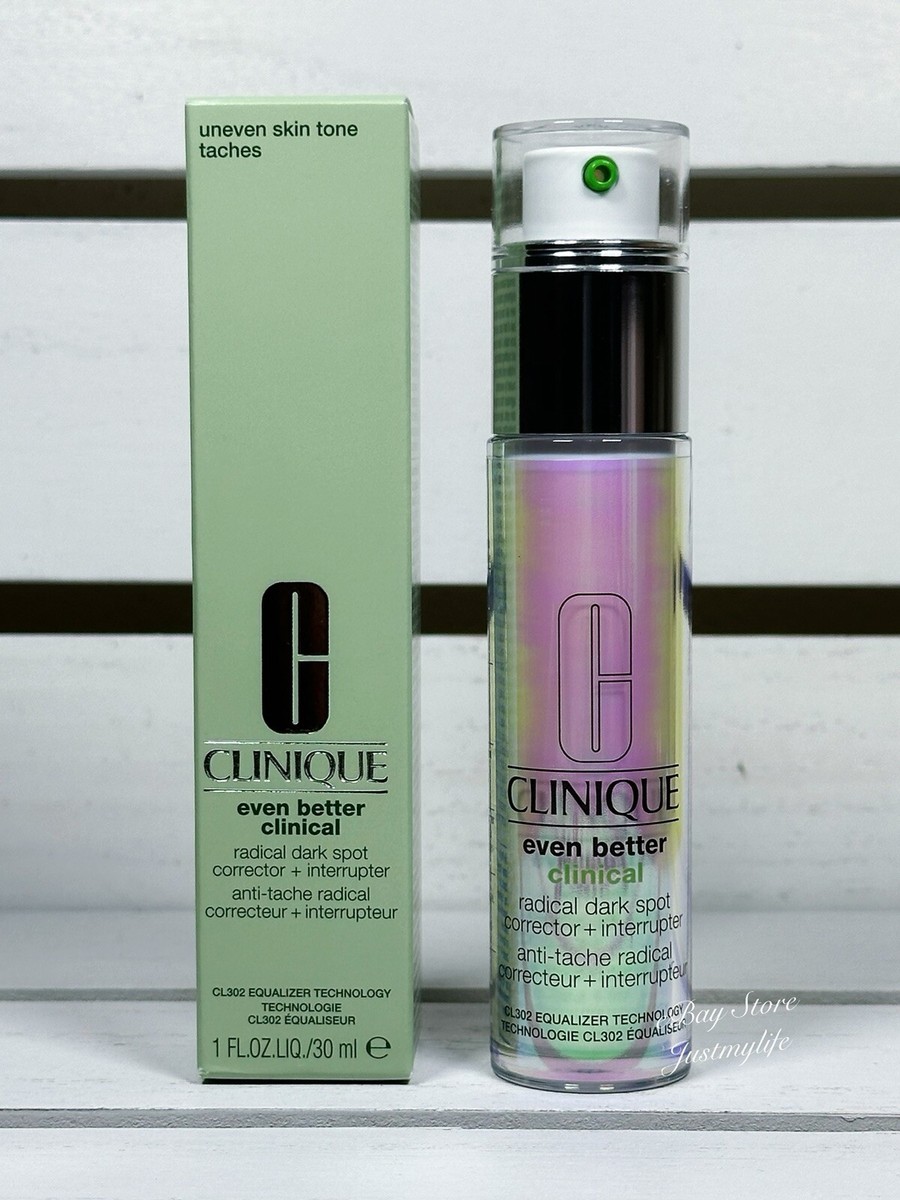 uneven skin tone
taches
CLINIQUE
even better
clinical
radical dark spot
corrector + interrupter
anti-tache radical
correcteur + interrupteur
CL302 EQUALIZER TECHNOLOGY
TECHNOLOGIE
CL302 ÉQUALISEUR
1 FL.OZ.LIQ./30 ml ℮
CLINIQUE
even better
clinical
radical dark spot
corrector + interrupter
anti-tache radical
correcteur + interrupteur
CL302 EQUALIZER TECHNOLOGY
TECHNOLOGIE CL302 ÉQUALISEUR
eBay Store
Justmylife